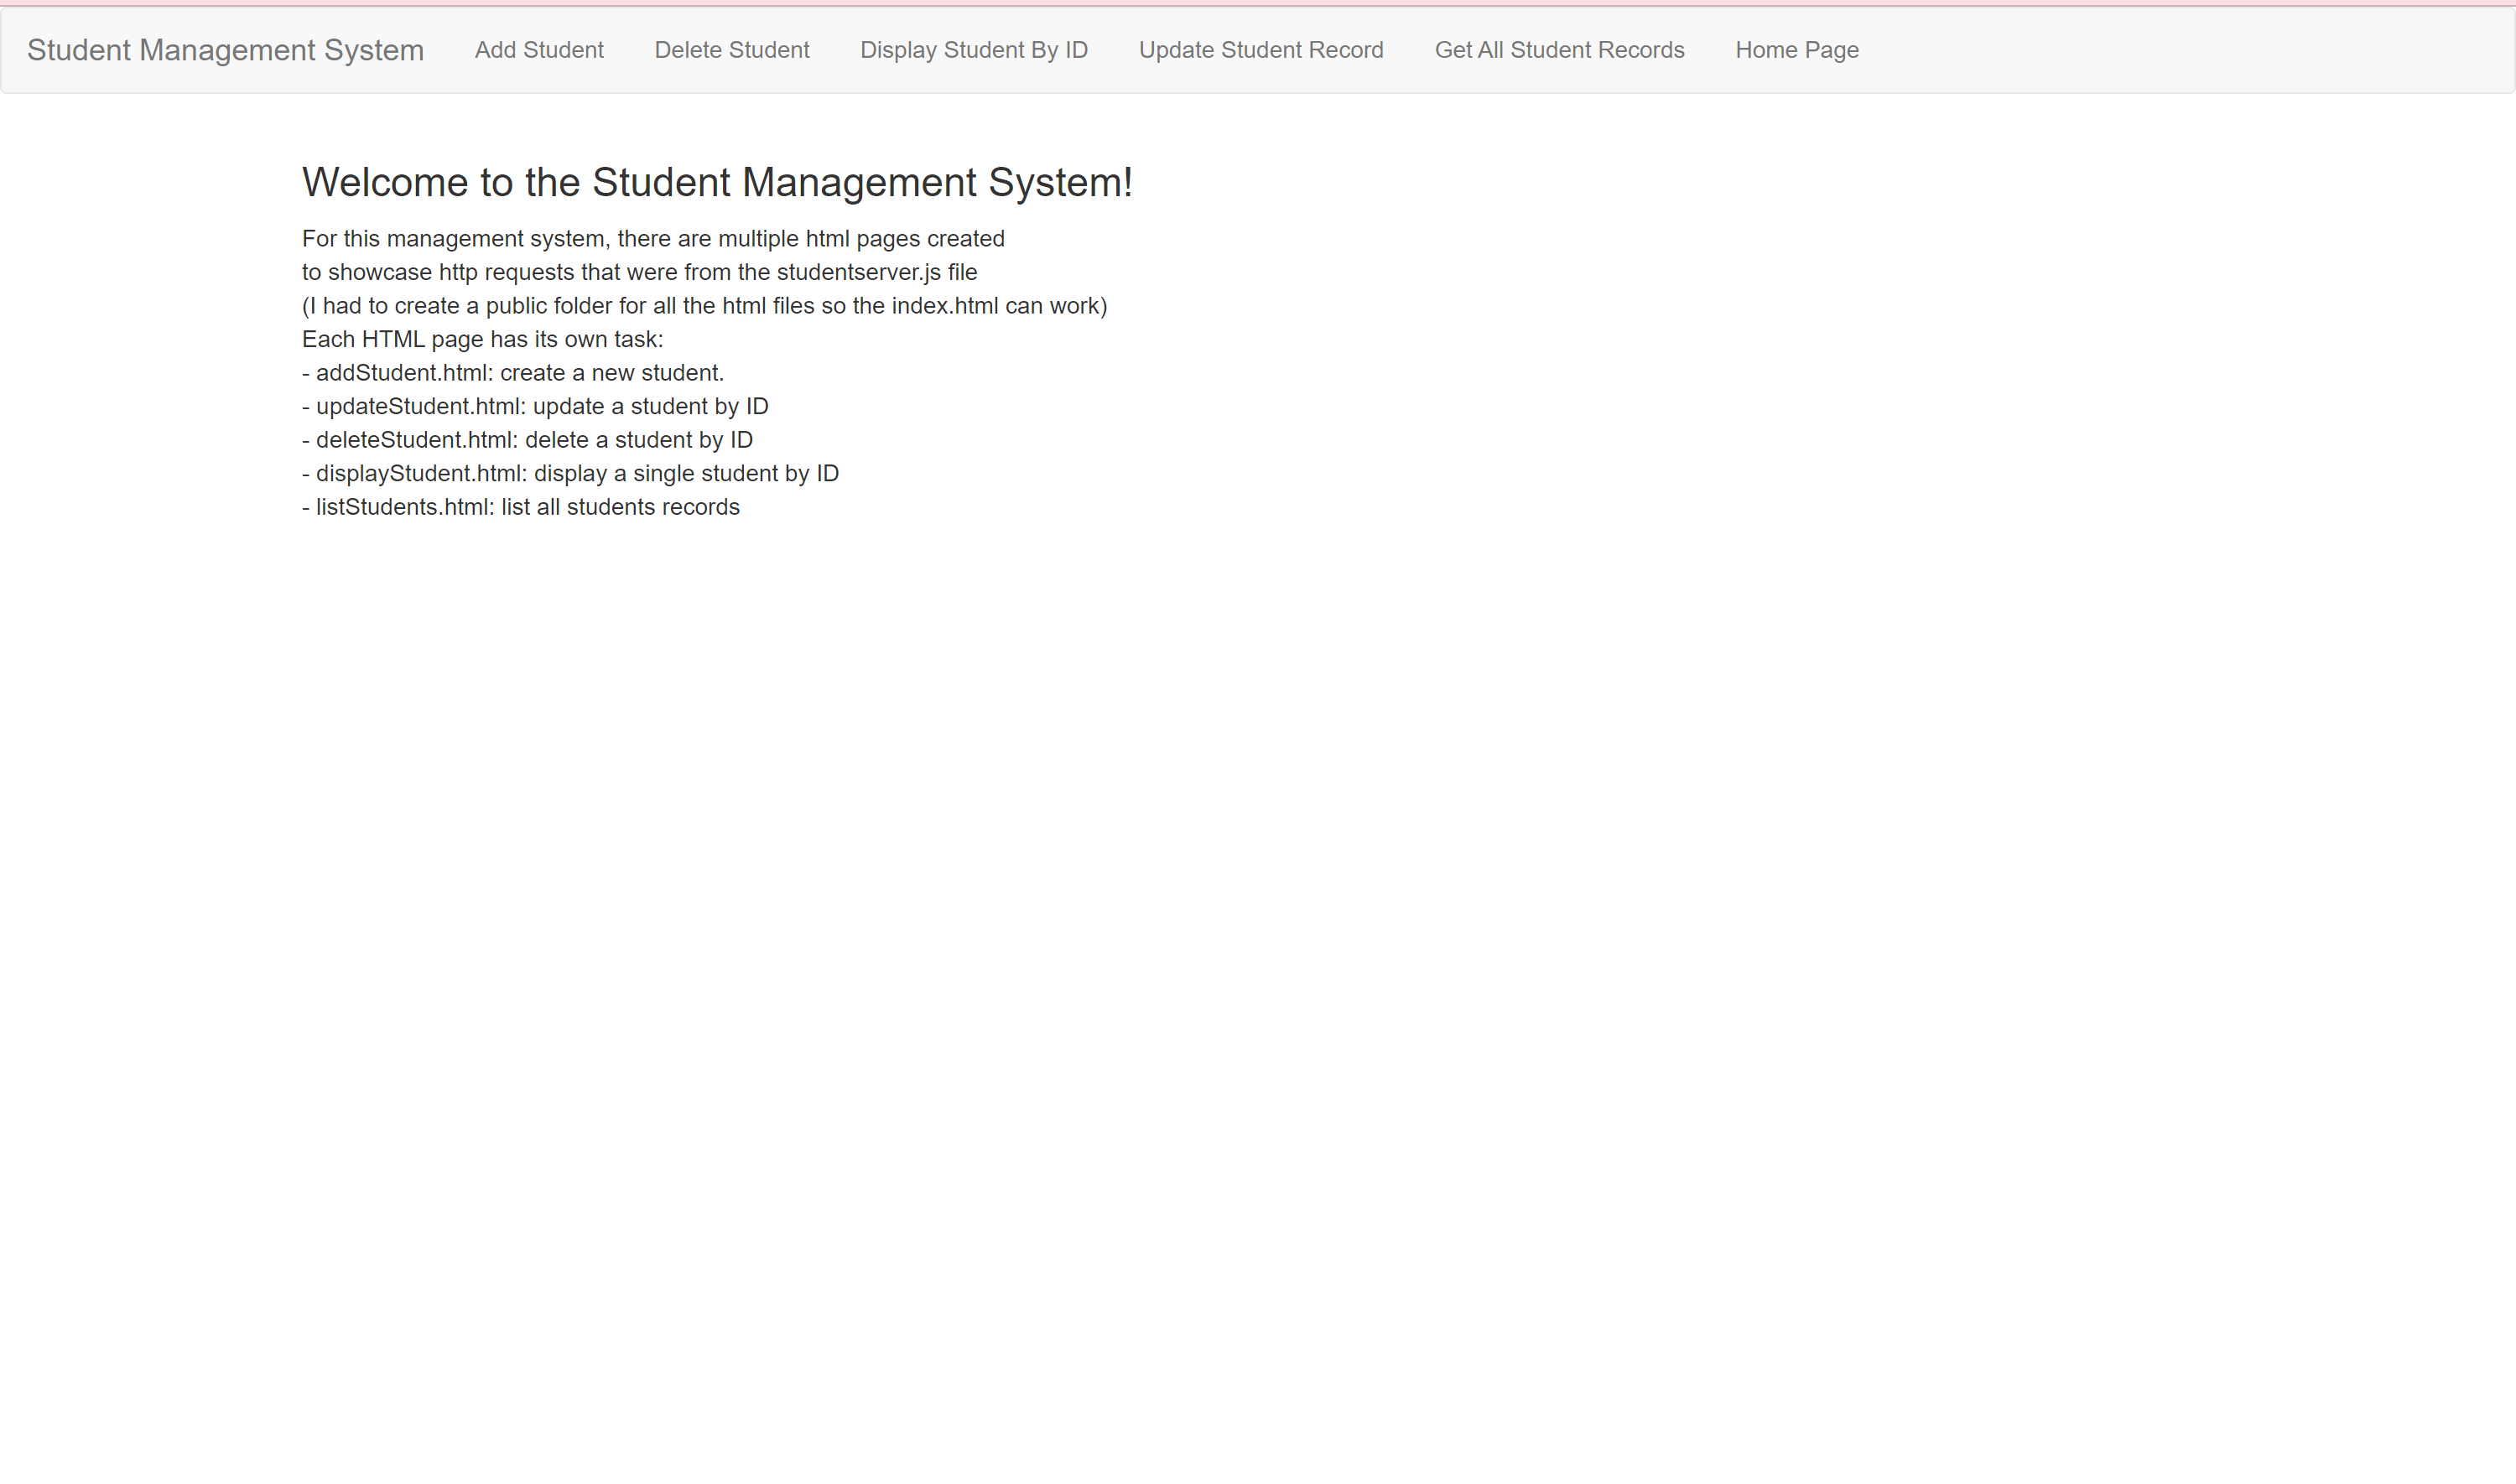 Student Management System Add Student Delete Student Display Student By ID Update Student Record Get All Student Records Home Page
Welcome to the Student Management System!
For this management system, there are multiple html pages created
to showcase http requests that were from the studentserver.js file
(I had to create a public folder for all the html files so the index.html can work)
Each HTML page has its own task:
- addStudent.html: create a new student.
- updateStudent.html: update a student by ID
- deleteStudent.html: delete a student by ID
- displayStudent.html: display a single student by ID
- listStudents.html: list all students records